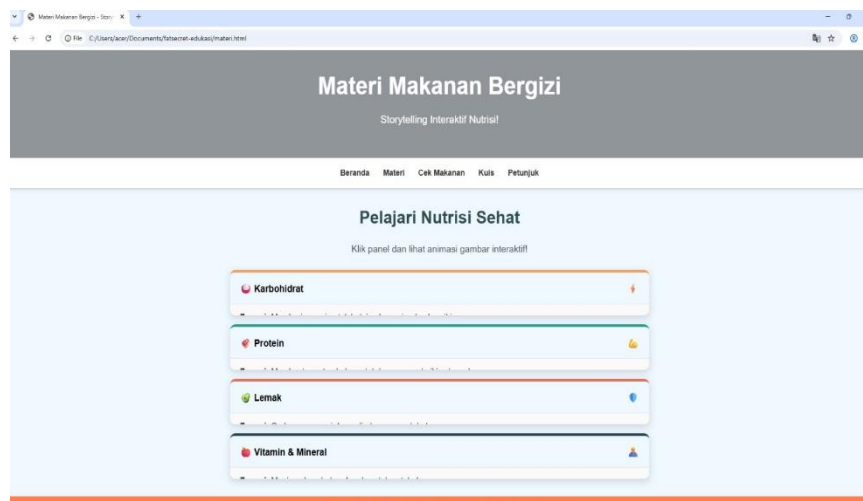 Materi Makanan Bergizi - Story
File C:/Users/acer/Documents/fatsecret-edukasi/materi.html
Materi Makanan Bergizi
Storytelling Interaktif Nutrisi!
Beranda Materi Cek Makanan Kuis Petunjuk
Pelajari Nutrisi Sehat
Klik panel dan lihat animasi gambar interaktif!
Karbohidrat
Protein
Lemak
Vitamin & Mineral